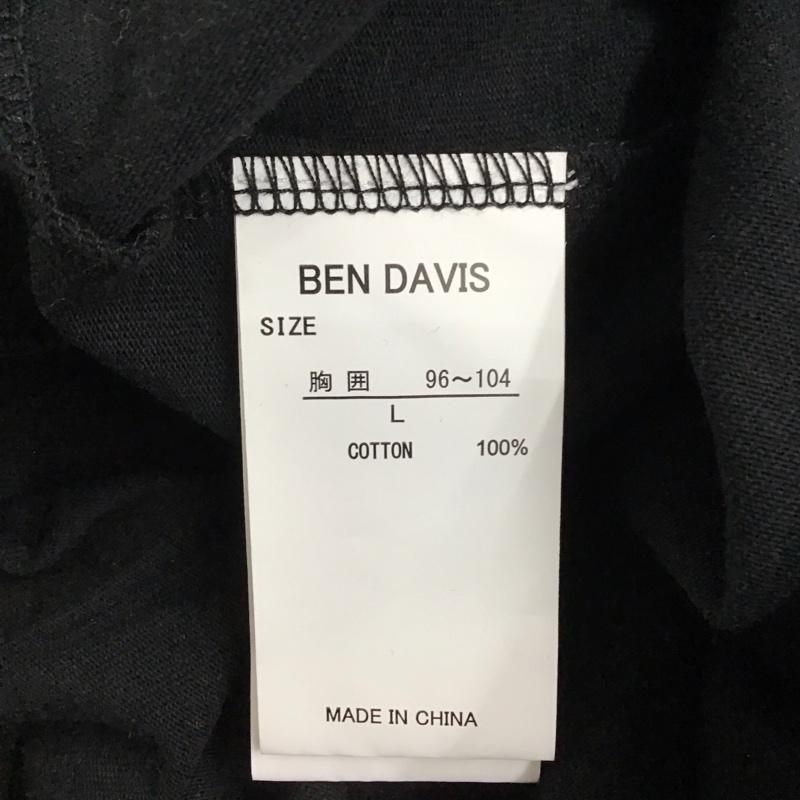 BEN DAVIS
SIZE
胸 囲 96～104
L
COTTON 100%
MADE IN CHINA